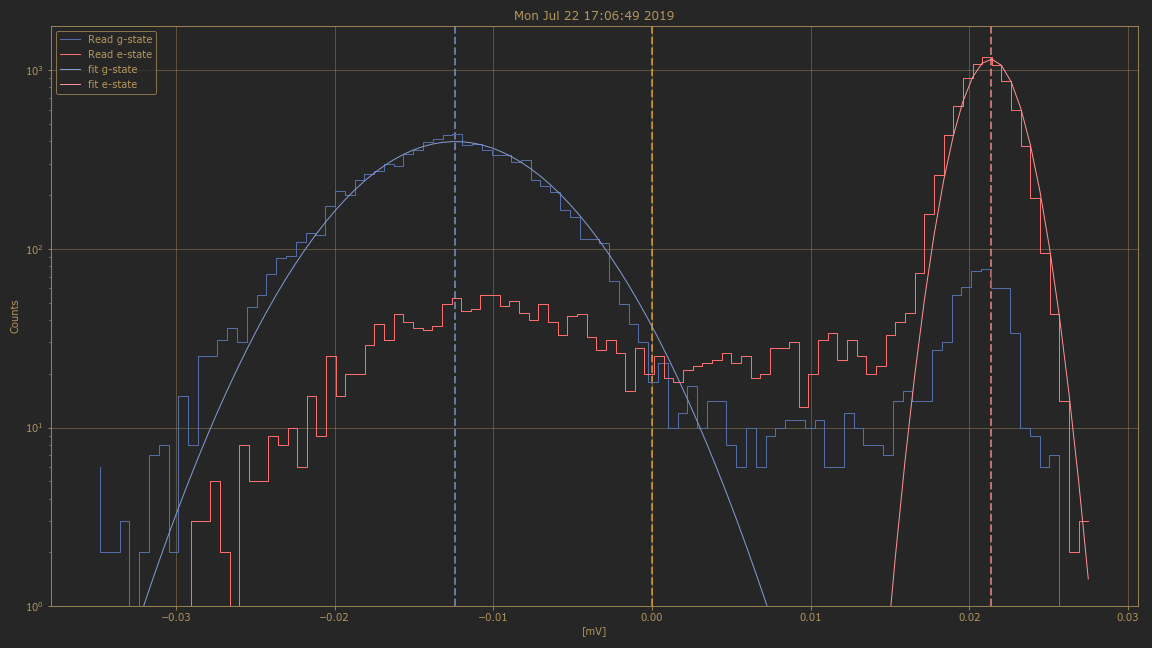 Mon Jul 22 17:06:49 2019
Read g-state
Read e-state
fit g-state
fit e-state
Counts
10³
10²
10¹
10⁰
−0.03
−0.02
−0.01
0.00
0.01
0.02
0.03
[mV]